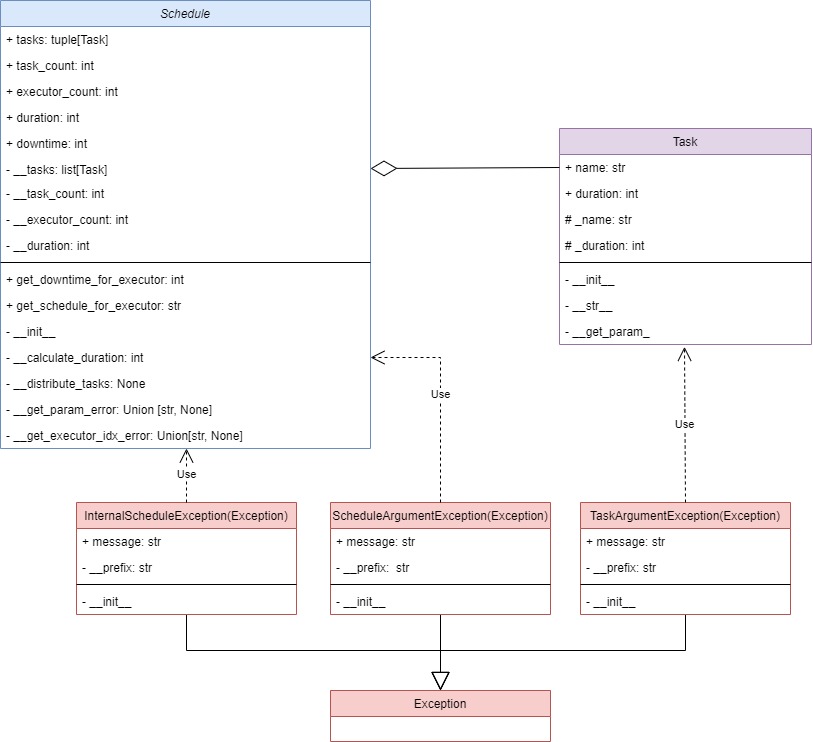 Schedule
+ tasks: tuple[Task]
+ task_count: int
+ executor_count: int
+ duration: int
+ downtime: int
- __tasks: list[Task]
- __task_count: int
- __executor_count: int
- __duration: int
+ get_downtime_for_executor: int
+ get_schedule_for_executor: str
- __init__
- __calculate_duration: int
- __distribute_tasks: None
- __get_param_error: Union [str, None]
- __get_executor_idx_error: Union[str, None]
Task
+ name: str
+ duration: int
# _name: str
# _duration: int
- __init__
- __str__
- __get_param_
Use
Use
Use
InternalScheduleException(Exception)
+ message: str
- __prefix: str
- __init__
ScheduleArgumentException(Exception)
+ message: str
- __prefix:  str
- __init__
TaskArgumentException(Exception)
+ message: str
- __prefix: str
- __init__
Exception